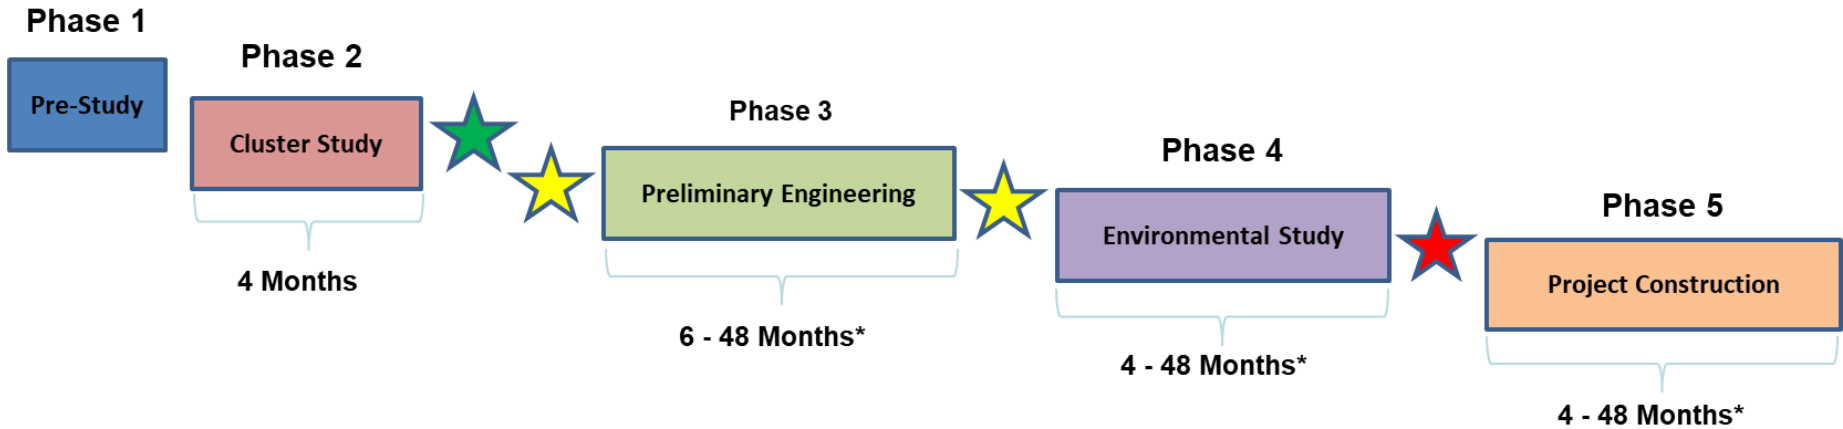 Phase 1
Pre-Study
Phase 2
Cluster Study
4 Months
Phase 3
Preliminary Engineering
6 - 48 Months*
Phase 4
Environmental Study
4 - 48 Months*
Phase 5
Project Construction
4 - 48 Months*